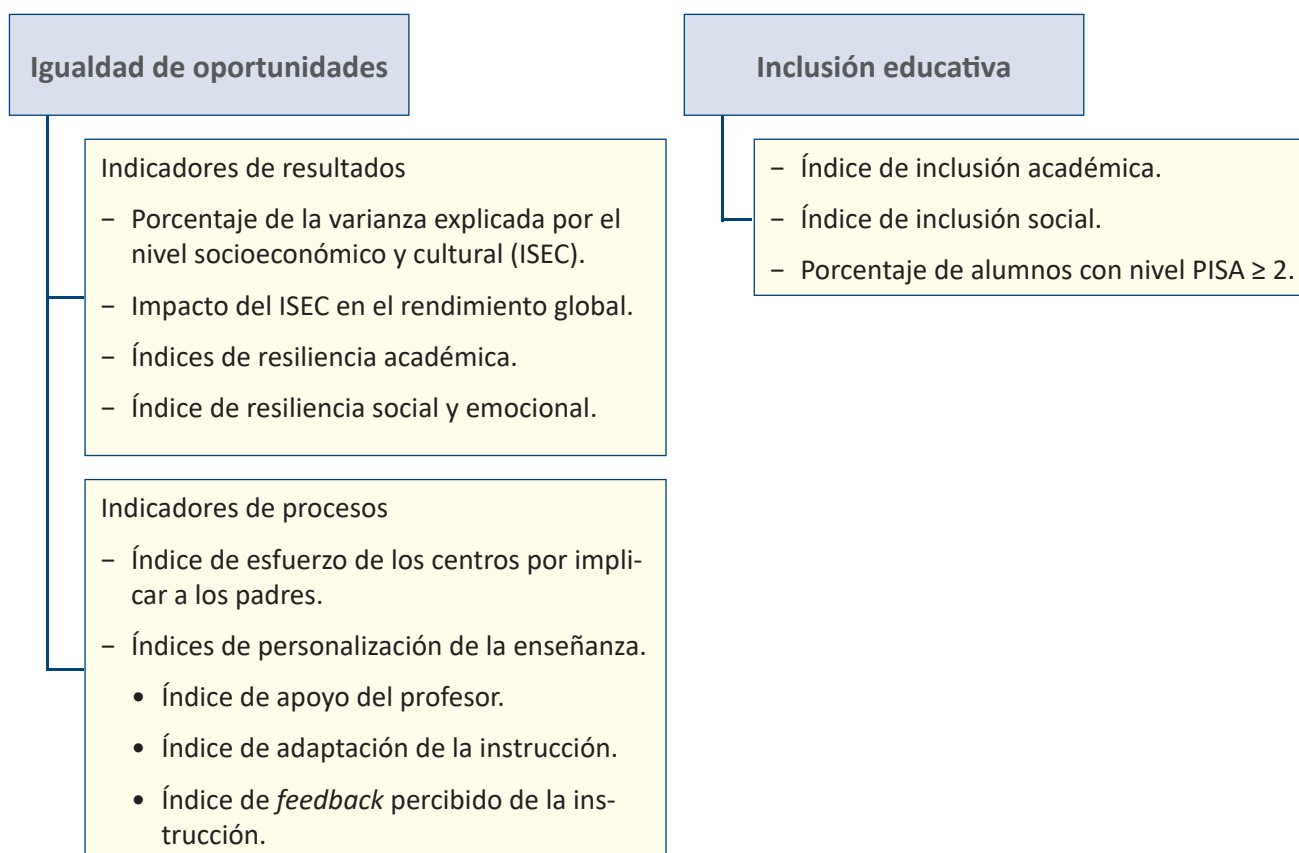 Igualdad de oportunidades
Indicadores de resultados
− Porcentaje de la varianza explicada por el
nivel socioeconómico y cultural (ISEC).
− Impacto del ISEC en el rendimiento global.
− Índices de resiliencia académica.
− Índice de resiliencia social y emocional.
Indicadores de procesos
− Índice de esfuerzo de los centros por impli-
car a los padres.
− Índices de personalización de la enseñanza.
• Índice de apoyo del profesor.
• Índice de adaptación de la instrucción.
• Índice de feedback percibido de la ins-
trucción.
Inclusión educativa
− Índice de inclusión académica.
− Índice de inclusión social.
− Porcentaje de alumnos con nivel PISA ≥ 2.